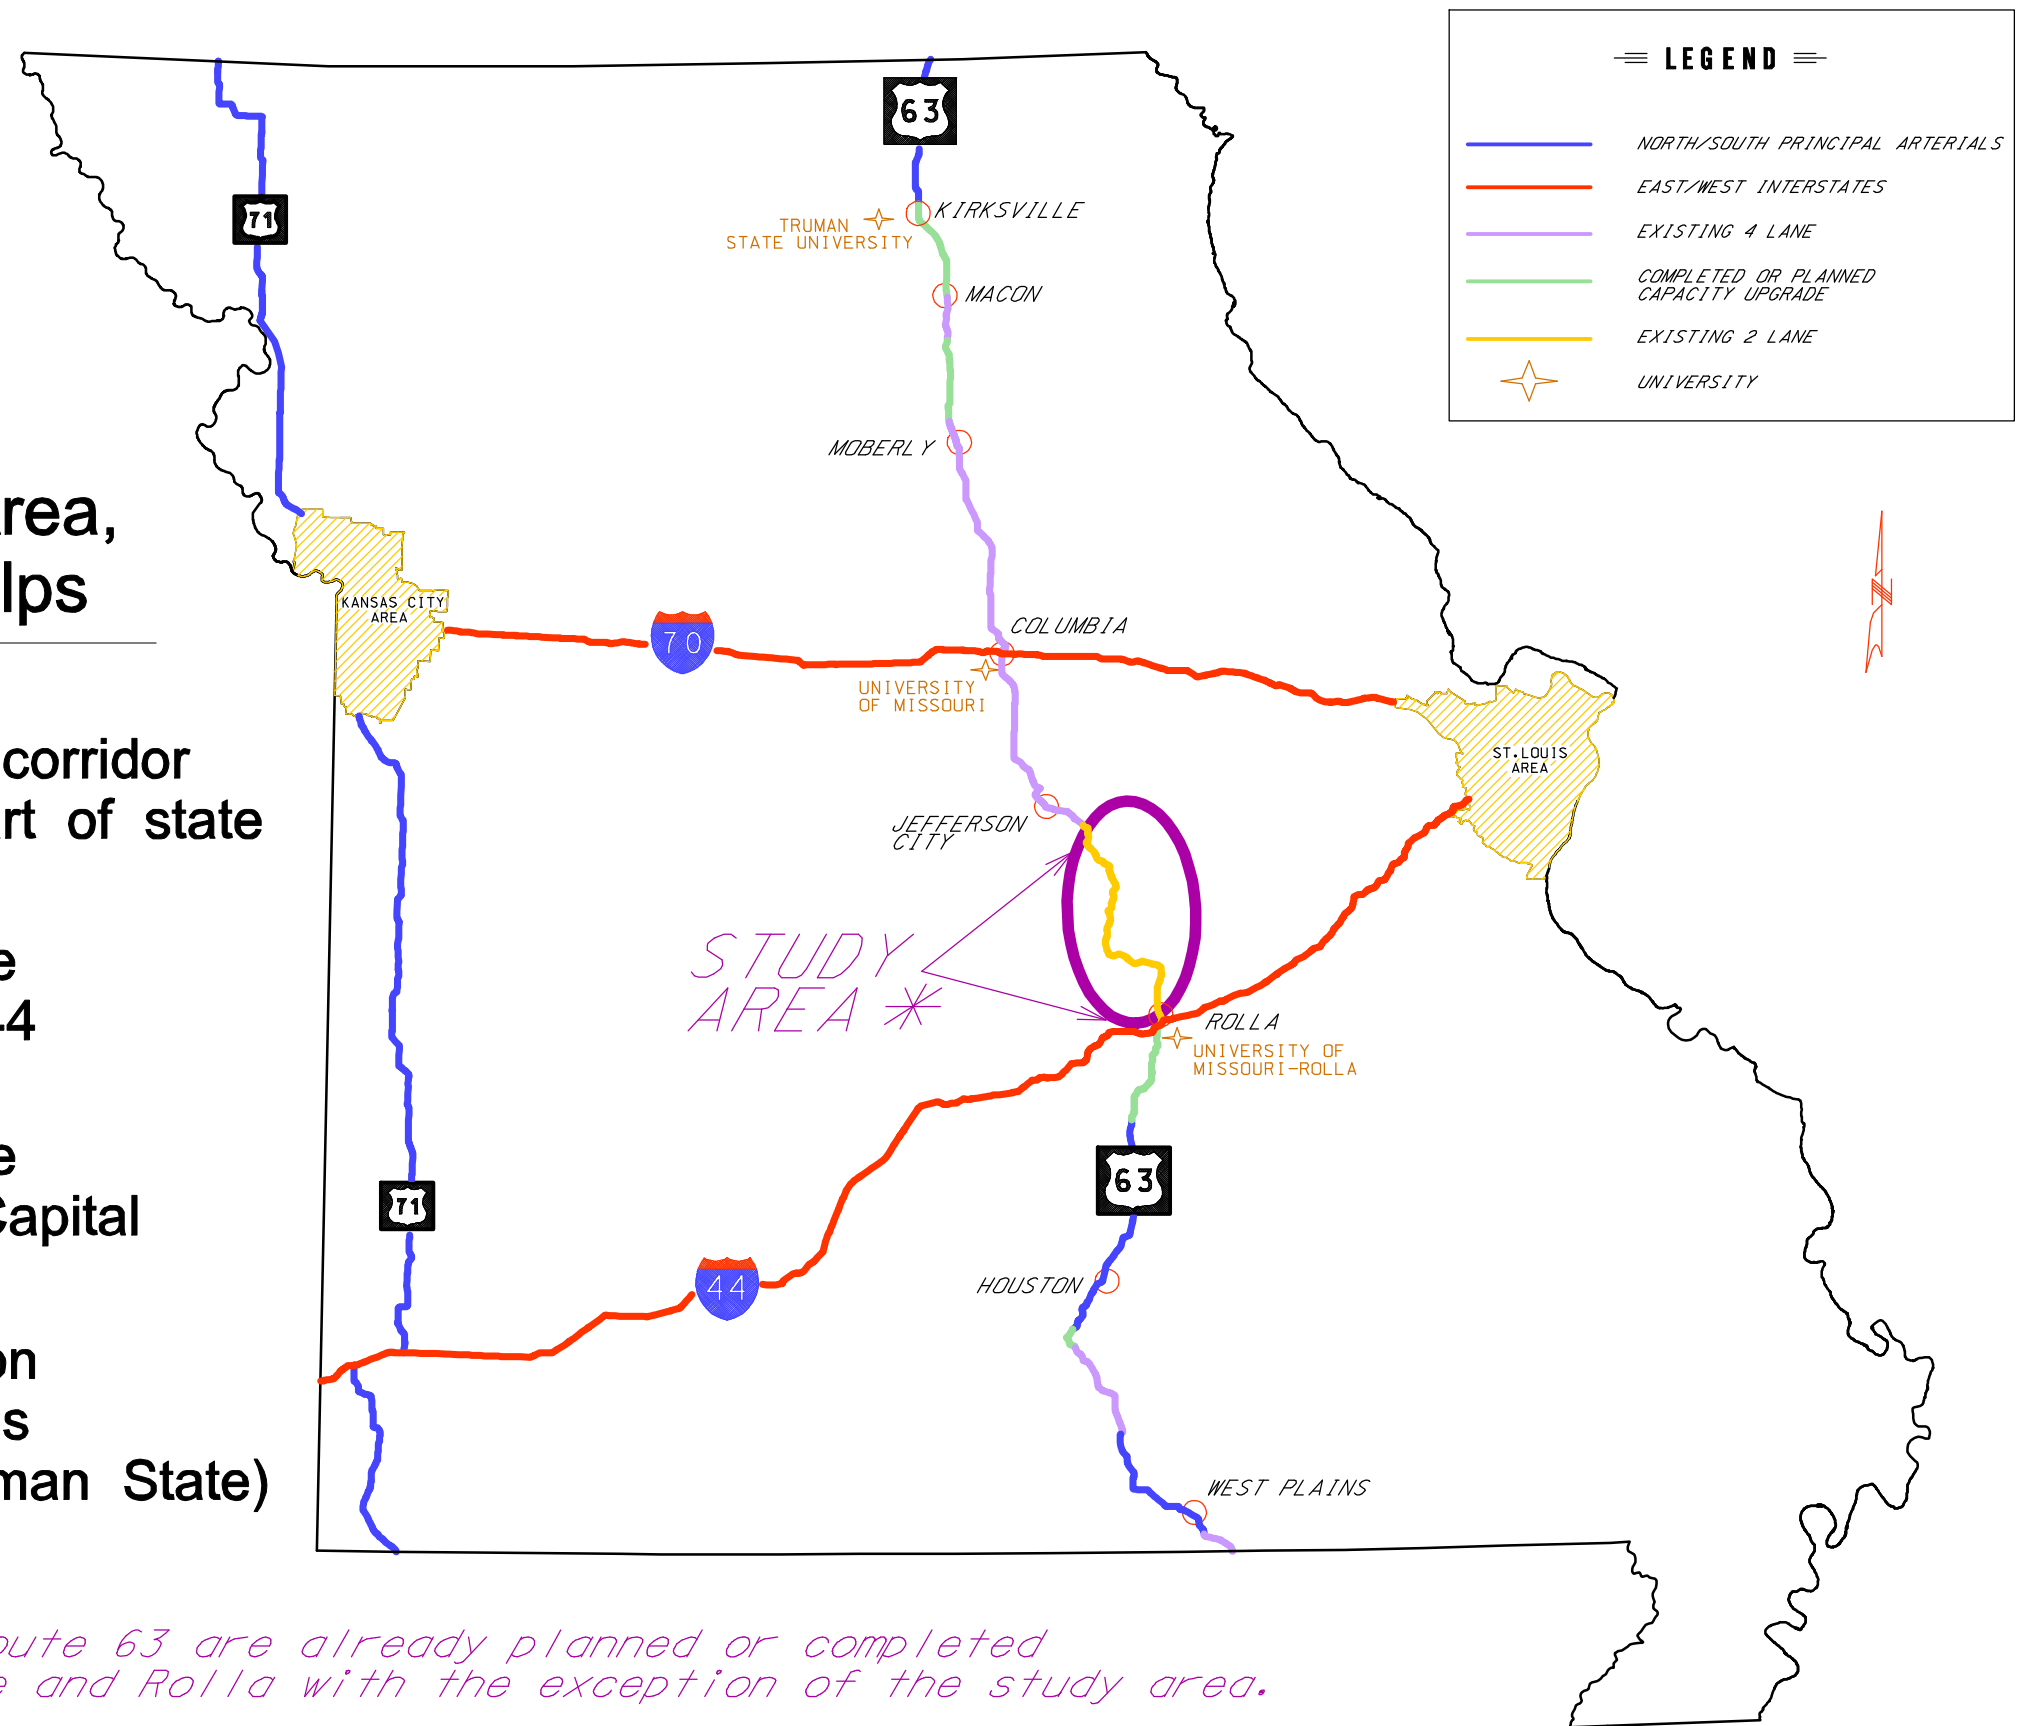 LEGEND
NORTH/SOUTH PRINCIPAL ARTERIALS
EAST/WEST INTERSTATES
EXISTING 4 LANE
COMPLETED OR PLANNED
CAPACITY UPGRADE
EXISTING 2 LANE
UNIVERSITY
63
71
KIRKSVILLE
TRUMAN
STATE UNIVERSITY
MACON
MOBERLY
rea,
lps
KANSAS CITY
AREA
70
COLUMBIA
UNIVERSITY
OF MISSOURI
N
ST.LOUIS
AREA
corridor
rt of state
JEFFERSON
CITY
STUDY
AREA *
e
44
ROLLA
UNIVERSITY OF
MISSOURI-ROLLA
e
Capital
63
71
44
HOUSTON
on
s
man State)
WEST PLAINS
oute 63 are already planned or completed
e and Rolla with the exception of the study area.